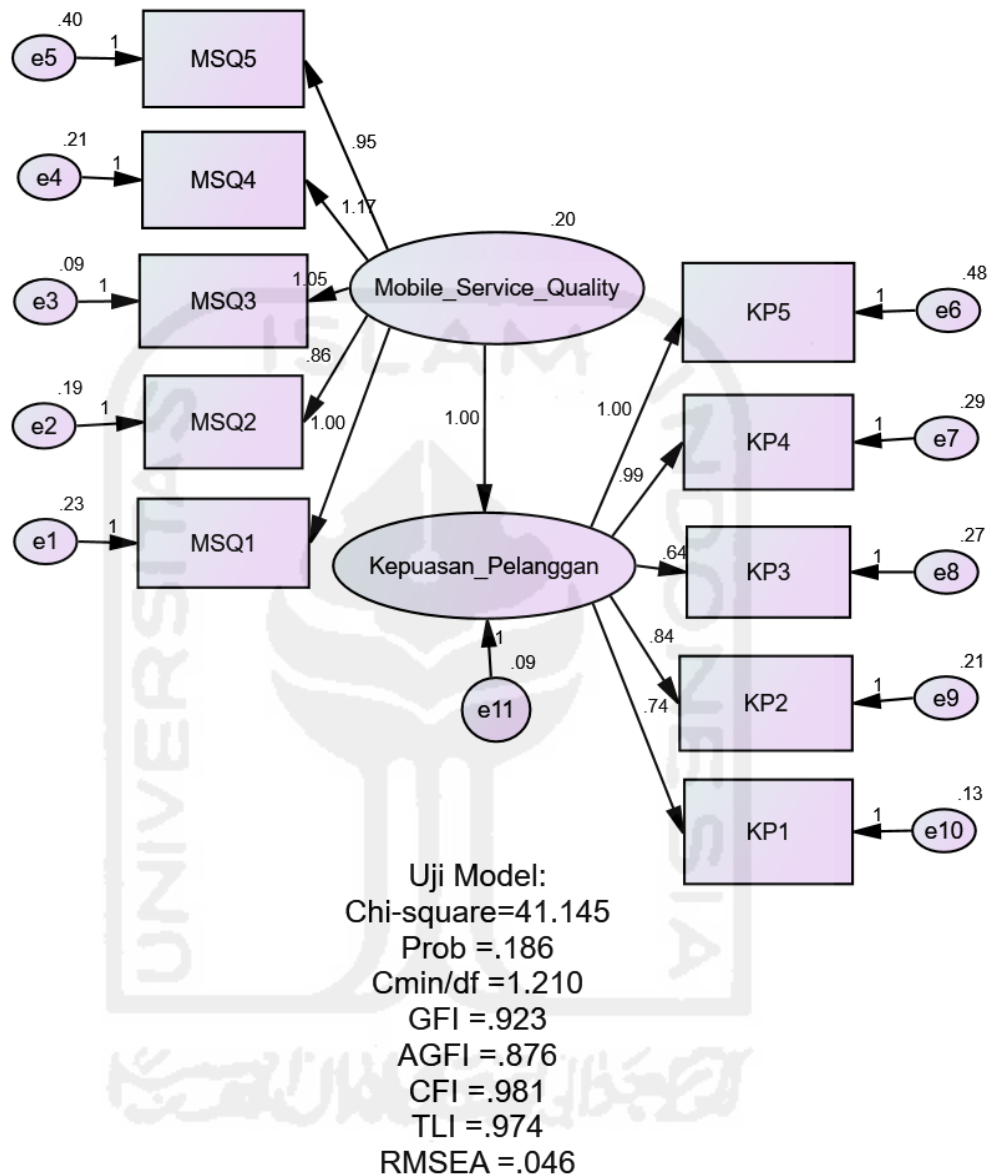 .40
e5
1
MSQ5
.95
.21
e4
1
MSQ4
1.17
.20
.09
e3
1
MSQ3
1.05
Mobile_Service_Quality
.19
e2
1
MSQ2
.86
.23
e1
1
MSQ1
1.00
1.00
Kepuasan_Pelanggan
1
.09
e11
1.00
KP5
1
.48
e6
.99
KP4
1
.29
e7
.64
KP3
1
.27
e8
.84
KP2
1
.21
e9
.74
KP1
1
.13
e10
Uji Model:
Chi-square=41.145
Prob =.186
Cmin/df =1.210
GFI =.923
AGFI =.876
CFI =.981
TLI =.974
RMSEA =.046
UNIVERSITAS
ISLAM
INDONESIA